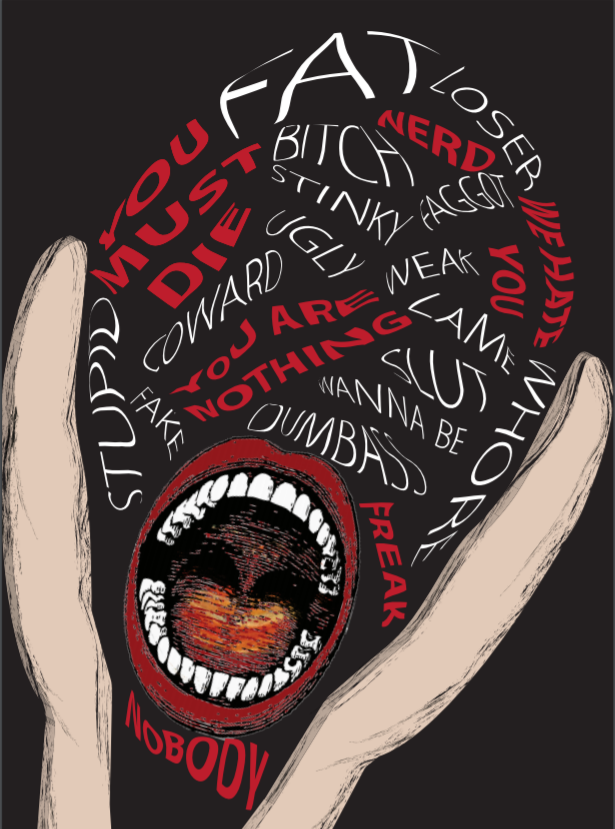 FAT
LOSER
YOU
MUST
DIE
BITCH
NERD
STINKY
FAGGOT
WE HATE
YOU
UGLY
WEAK
COWARD
LAME
YOU ARE
NOTHING
STUPID
SLUT
WHORE
FAKE
WANNA BE
DUMBASS
FREAK
NOBODY